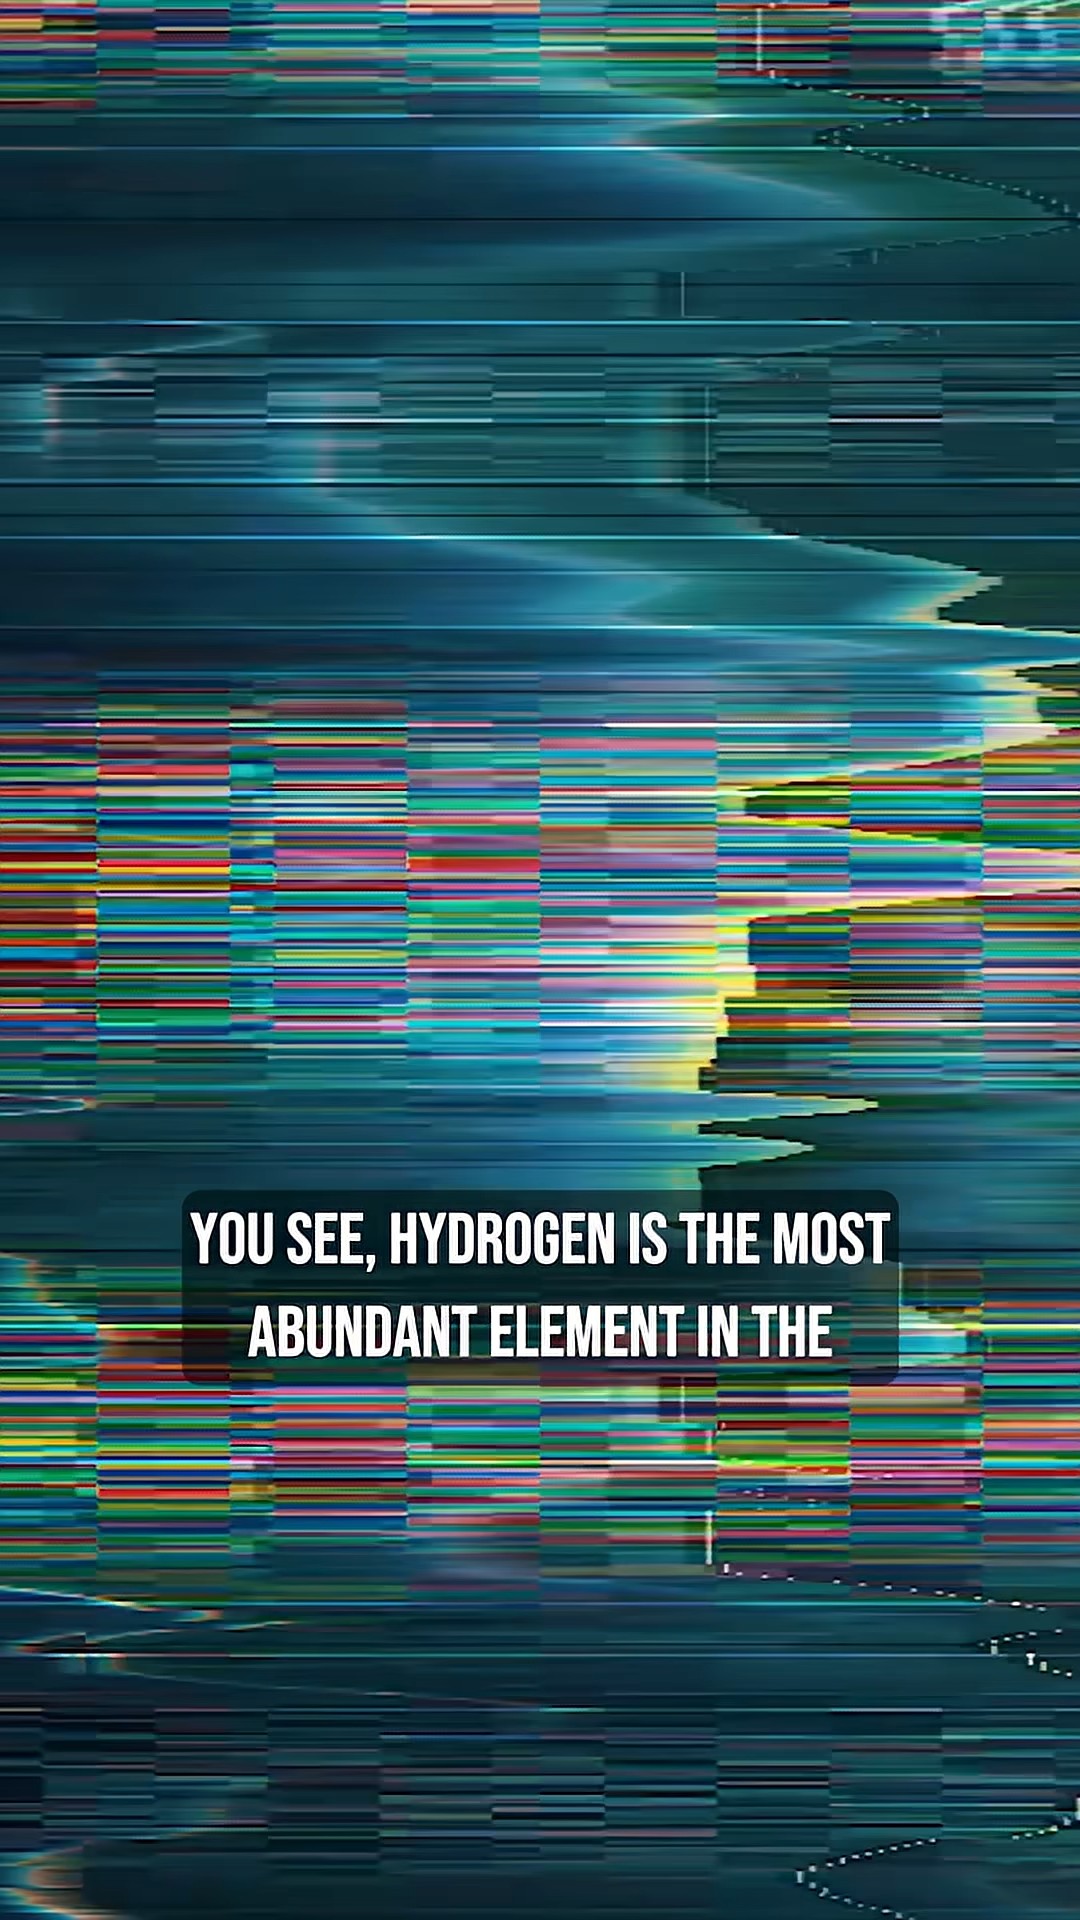 YOU SEE, HYDROGEN IS THE MOST
ABUNDANT ELEMENT IN THE